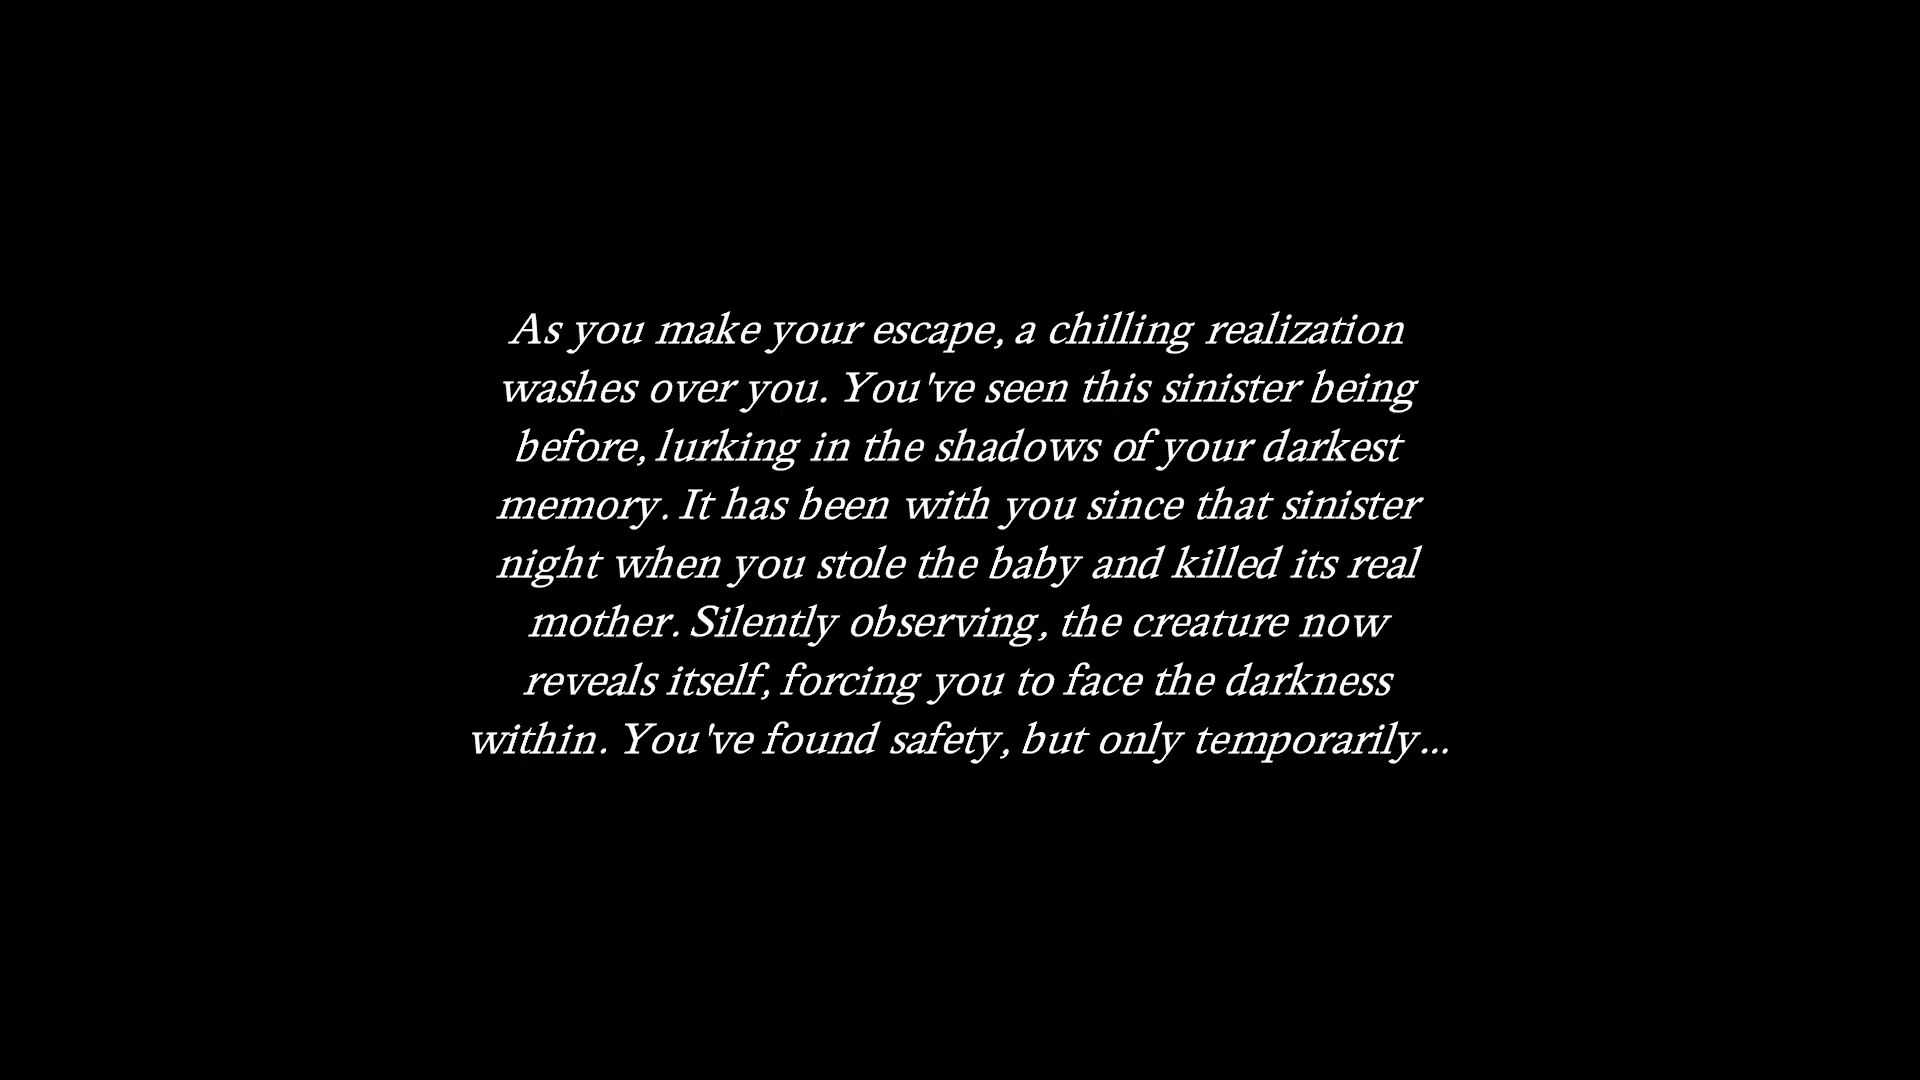 As you make your escape, a chilling realization
washes over you. You've seen this sinister being
before, lurking in the shadows of your darkest
memory. It has been with you since that sinister
night when you stole the baby and killed its real
mother. Silently observing, the creature now
reveals itself, forcing you to face the darkness
within. You've found safety, but only temporarily...